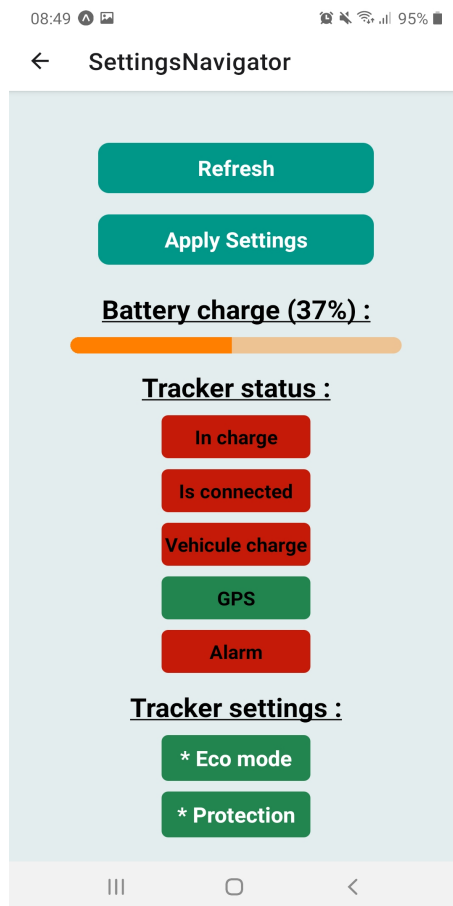 08:49
95%
SettingsNavigator
Refresh
Apply Settings
Battery charge (37%) :
Tracker status :
In charge
Is connected
Vehicule charge
GPS
Alarm
Tracker settings :
* Eco mode
* Protection